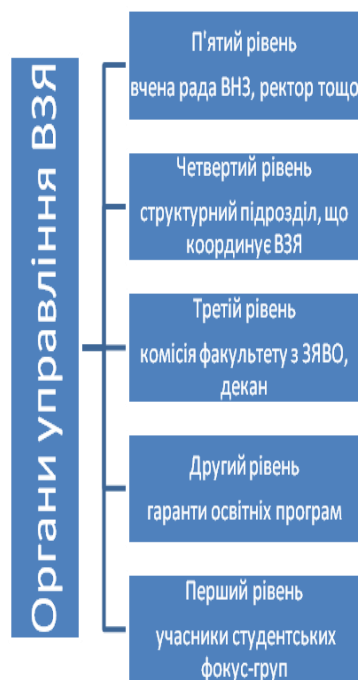 Органи управління ВЗЯ
П'ятий рівень
вчена рада ВНЗ, ректор тощо
Четвертий рівень
структурний підрозділ, що
координує ВЗЯ
Третій рівень
комісія факультету з ЗЯВО,
декан
Другий рівень
гаранти освітніх програм
Перший рівень
учасники студентських
фокус-груп